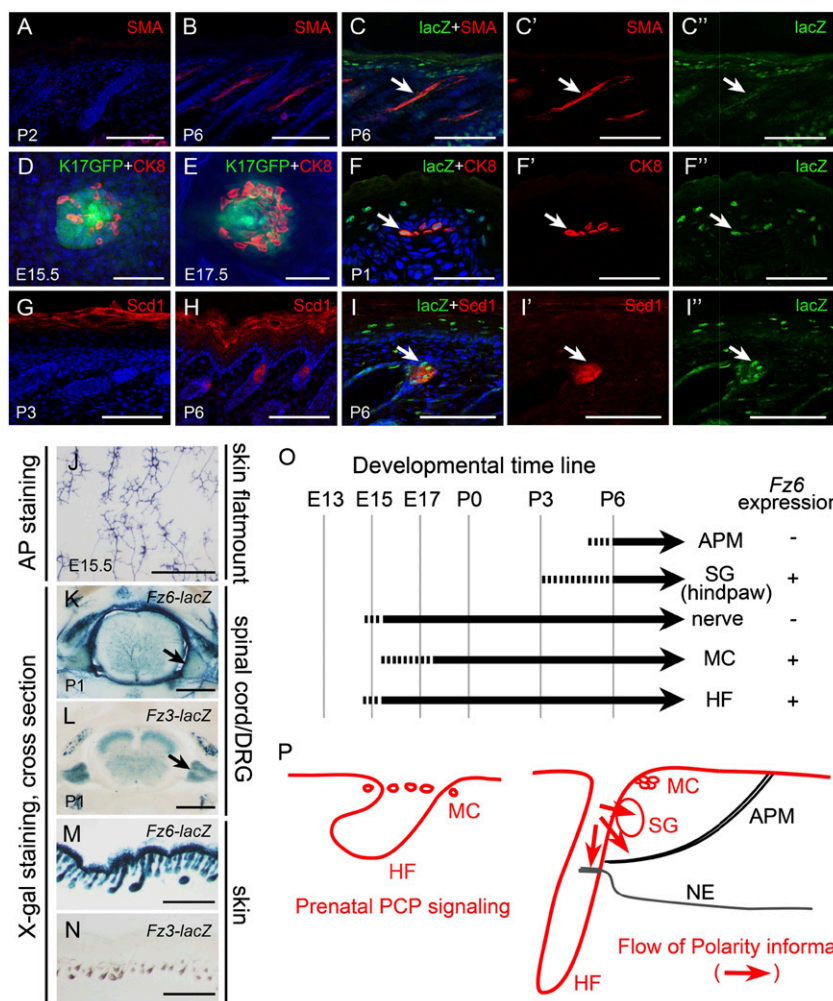 A SMA
P2
B SMA
P6
C lacZ+SMA
P6
C' SMA
C'' lacZ
D K17GFP+CK8
E15.5
E K17GFP+CK8
E17.5
F lacZ+CK8
P1
F' CK8
F'' lacZ
G Scd1
P3
H Scd1
P6
I lacZ+Scd1
I' Scd1
I'' lacZ
AP staining
J
E15.5
skin flatmount
X-gal staining, cross section
K Fz6-lacZ
P1
L Fz3-lacZ
P1
spinal cord/DRG
M Fz6-lacZ
N Fz3-lacZ
skin
O Developmental time line
E13 E15 E17 P0 P3 P6 Fz6
expression
APM -
SG +
(hindpaw)
nerve -
MC +
HF +
P
MC
HF
Prenatal PCP signaling
MC
SG
APM
NE
HF
Flow of Polarity informa
( )